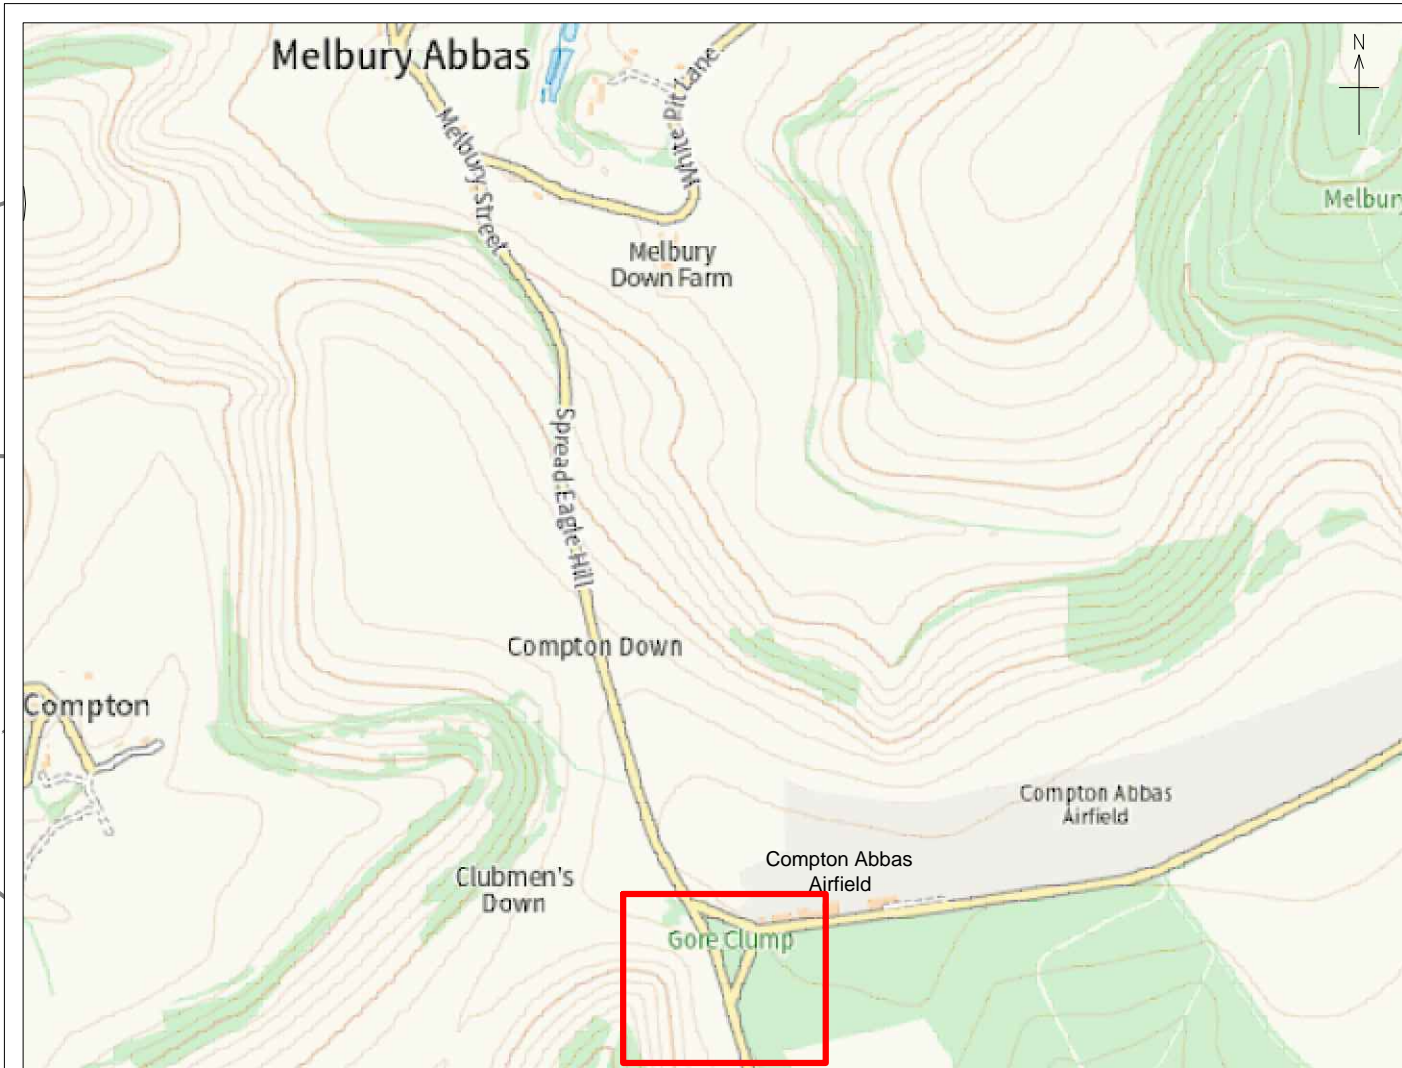 Melbury Abbas
N
White Pit Lane
Melbury Street
Melbury
Down Farm
Spread Eagle Hill
Compton Down
Compton
Compton Abbas
Airfield
Compton Abbas
Airfield
Clubmen's
Down
Gore Clump